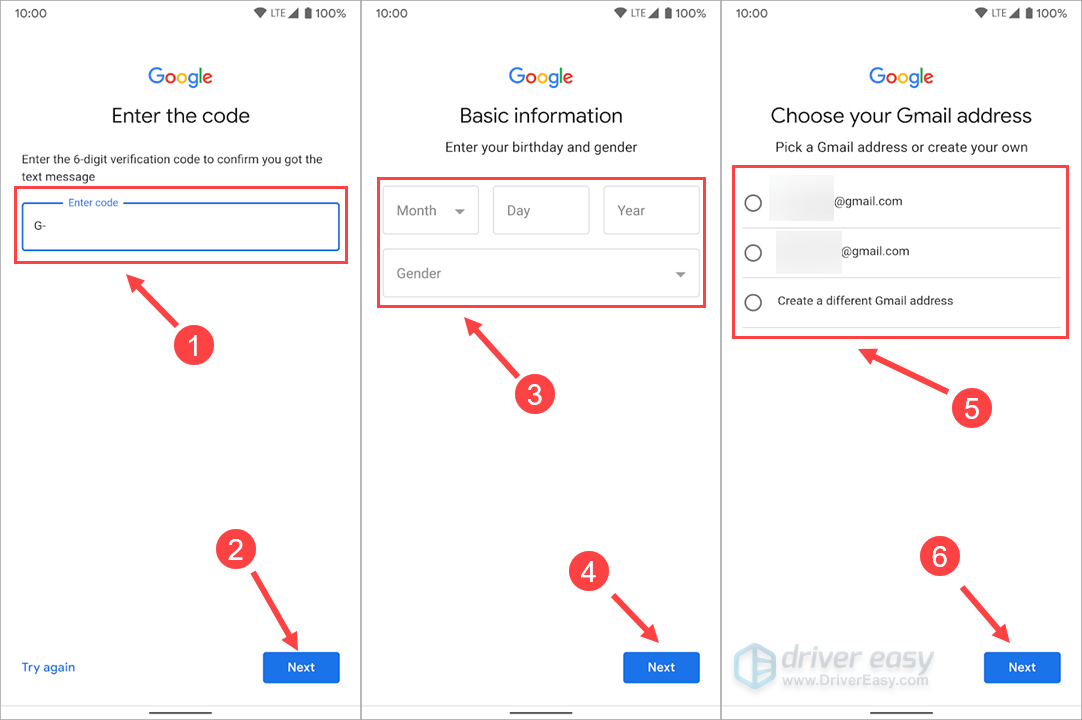 10:00 LTE 100%
Google
Enter the code
Enter the 6-digit verification code to confirm you got the
text message
Enter code
G-
1
2
Try again
Next
10:00 LTE 100%
Google
Basic information
Enter your birthday and gender
Month Day Year
Gender
3
4
Next
10:00 LTE 100%
Google
Choose your Gmail address
Pick a Gmail address or create your own
@gmail.com
@gmail.com
Create a different Gmail address
5
6
Next
driver easy
www.DriverEasy.com